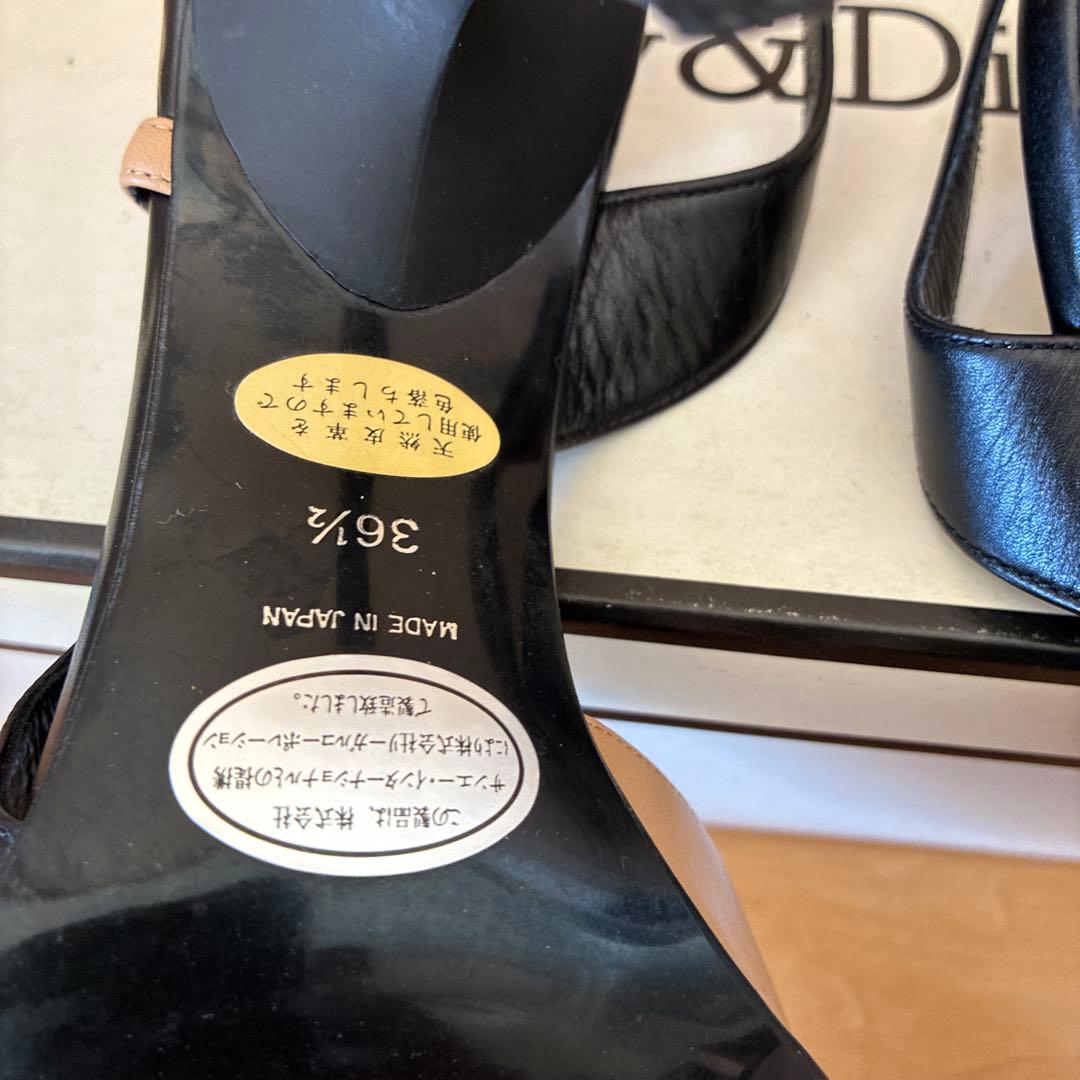 &Di
天然皮革を
使用していますので
色落ちします
36½
MADE IN JAPAN
この製品は、株式会社
サンエー・インターナショナルとの提携
により株式会社リーガルコーポレーション
で製造致しました。